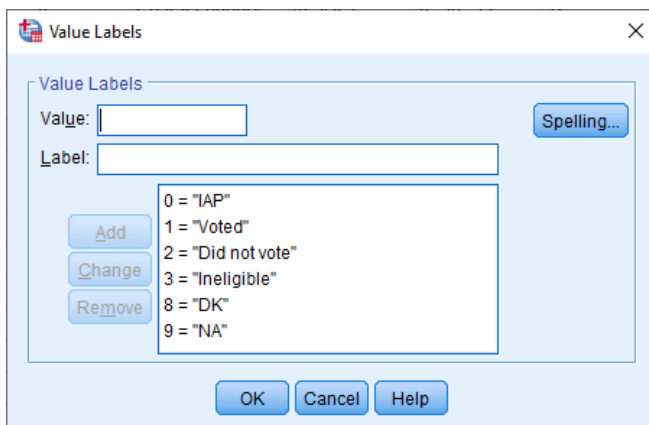 Value Labels
Value Labels
Value:
Spelling...
Label:
0 = "IAP"
1 = "Voted"
Add
2 = "Did not vote"
Change
3 = "Ineligible"
8 = "DK"
Remove
9 = "NA"
OK Cancel Help